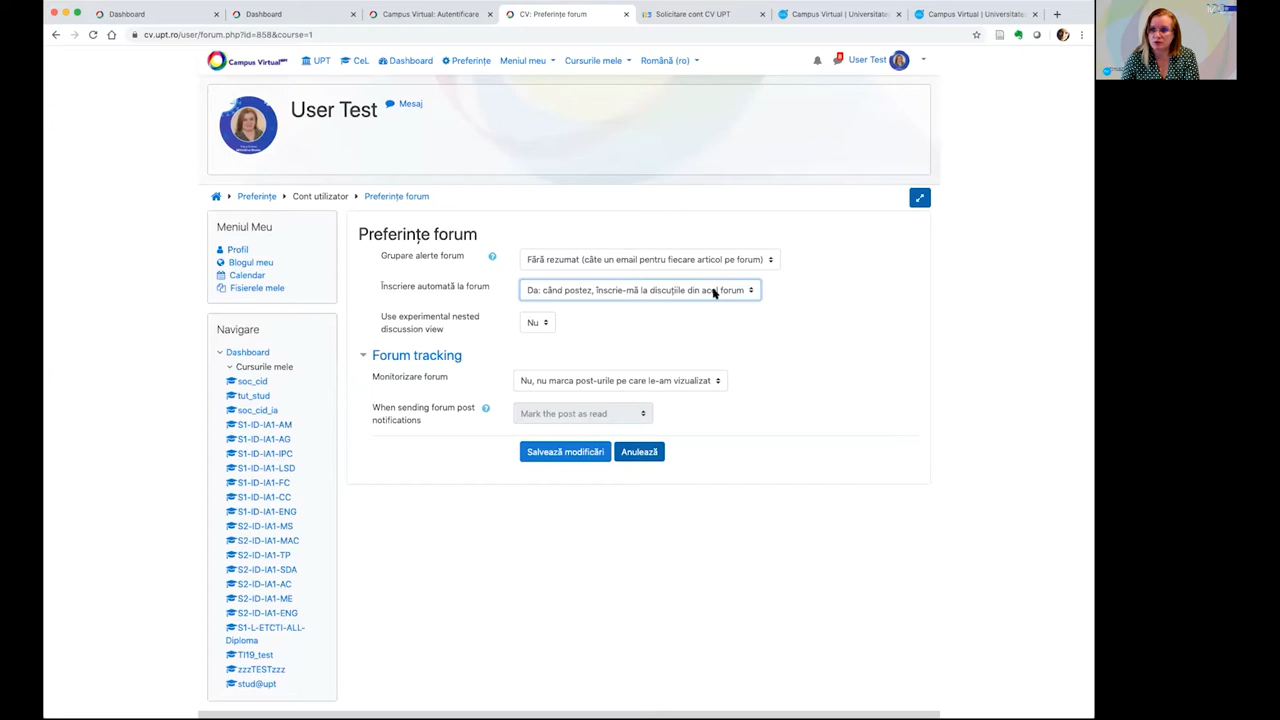 Dashboard
Dashboard
Campus Virtual: Autentificare
CV: Preferințe forum
Solicitare cont CV UPT
Campus Virtual | Universitate
Campus Virtual | Universitate
cv.upt.ro/user/forum.php?id=858&course=1
Campus Virtual UPT
UPT
CeL
Dashboard
Preferințe
Meniul meu
Cursurile mele
Română (ro)
User Test
User Test
Mesaj
Preferințe
Cont utilizator
Preferințe forum
Meniul Meu
Profil
Blogul meu
Calendar
Fisierele mele
Navigare
Dashboard
Cursurile mele
soc_cid
tut_stud
soc_cid_ia
S1-ID-IA1-AM
S1-ID-IA1-AG
S1-ID-IA1-IPC
S1-ID-IA1-LSD
S1-ID-IA1-FC
S1-ID-IA1-CC
S1-ID-IA1-ENG
S2-ID-IA1-MS
S2-ID-IA1-MAC
S2-ID-IA1-TP
S2-ID-IA1-SDA
S2-ID-IA1-AC
S2-ID-IA1-ME
S2-ID-IA1-ENG
S1-L-ETCTI-ALL-
Diploma
TI19_test
zzzTESTzzz
stud@upt
Preferințe forum
Grupare alerte forum
Fără rezumat (câte un email pentru fiecare articol pe forum)
Înscriere automată la forum
Da: când postez, înscrie-mă la discuțiile din acel forum
Use experimental nested
discussion view
Nu
Forum tracking
Monitorizare forum
Nu, nu marca post-urile pe care le-am vizualizat
When sending forum post
notifications
Mark the post as read
Salvează modificări
Anulează